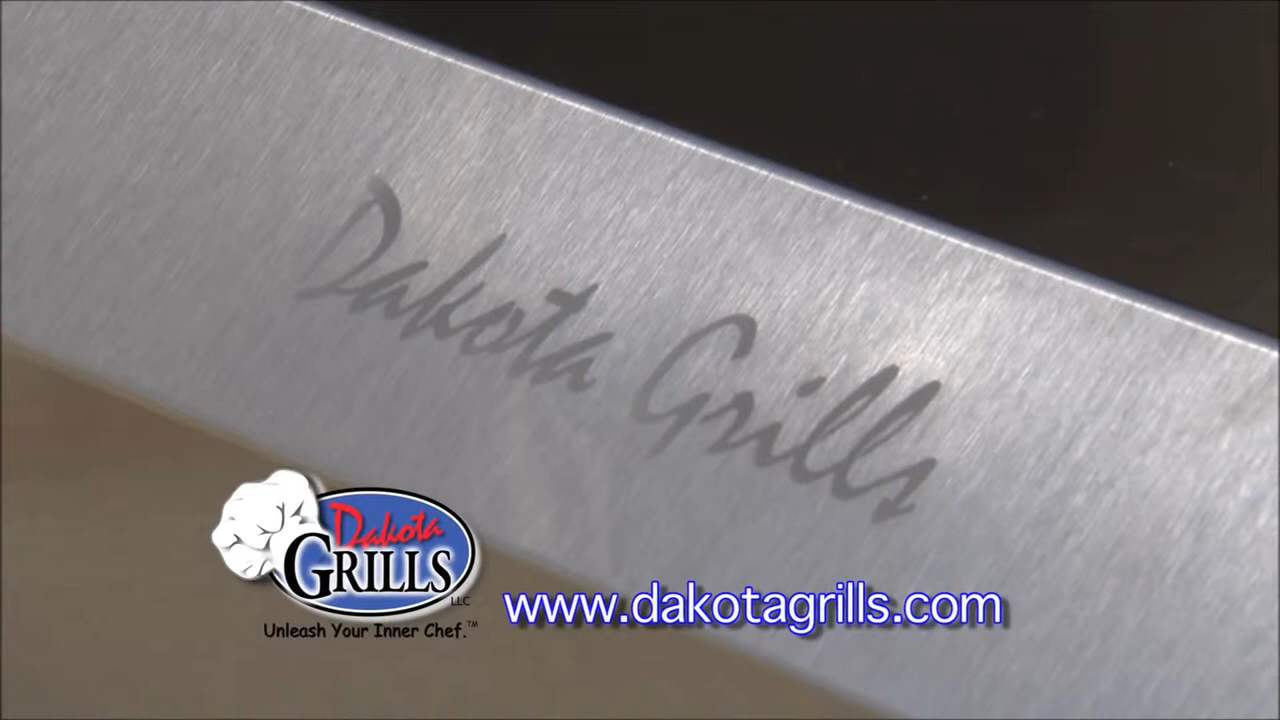 Dakota Grills
Dakota
GRILLS
LLC
Unleash Your Inner Chef.™
www.dakotagrills.com